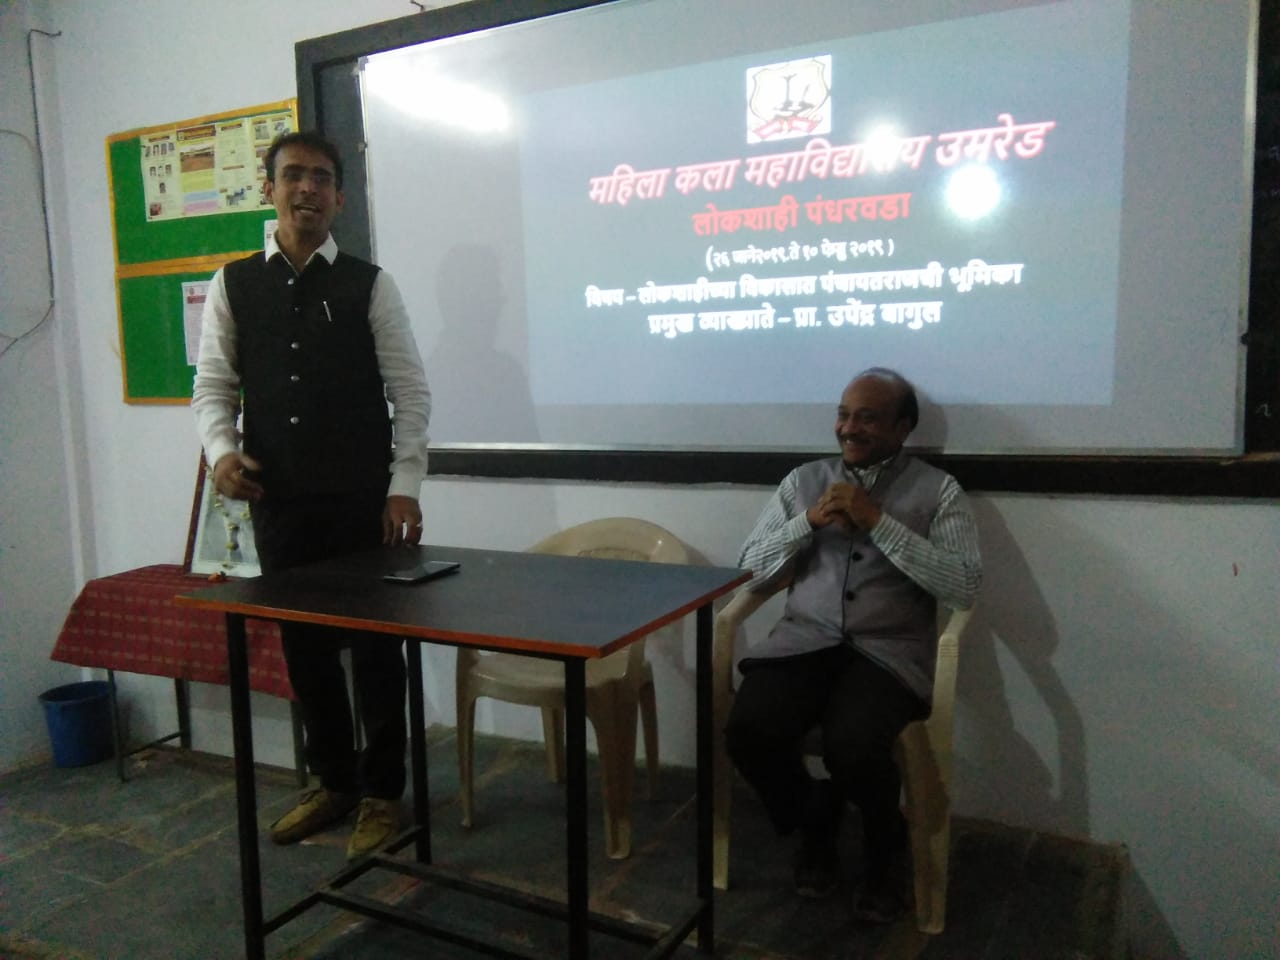 महिला कला महाविद्यालय उमरेड
लोकशाही पंधरवडा
(२६ जाने२०१९.ते १० फेब्रु २०१९ )
विषय – लोकशाहीच्या विकासात पंचायतराजची भूमिका
प्रमुख व्याख्याते – प्रा. उपेंद्र बागुल